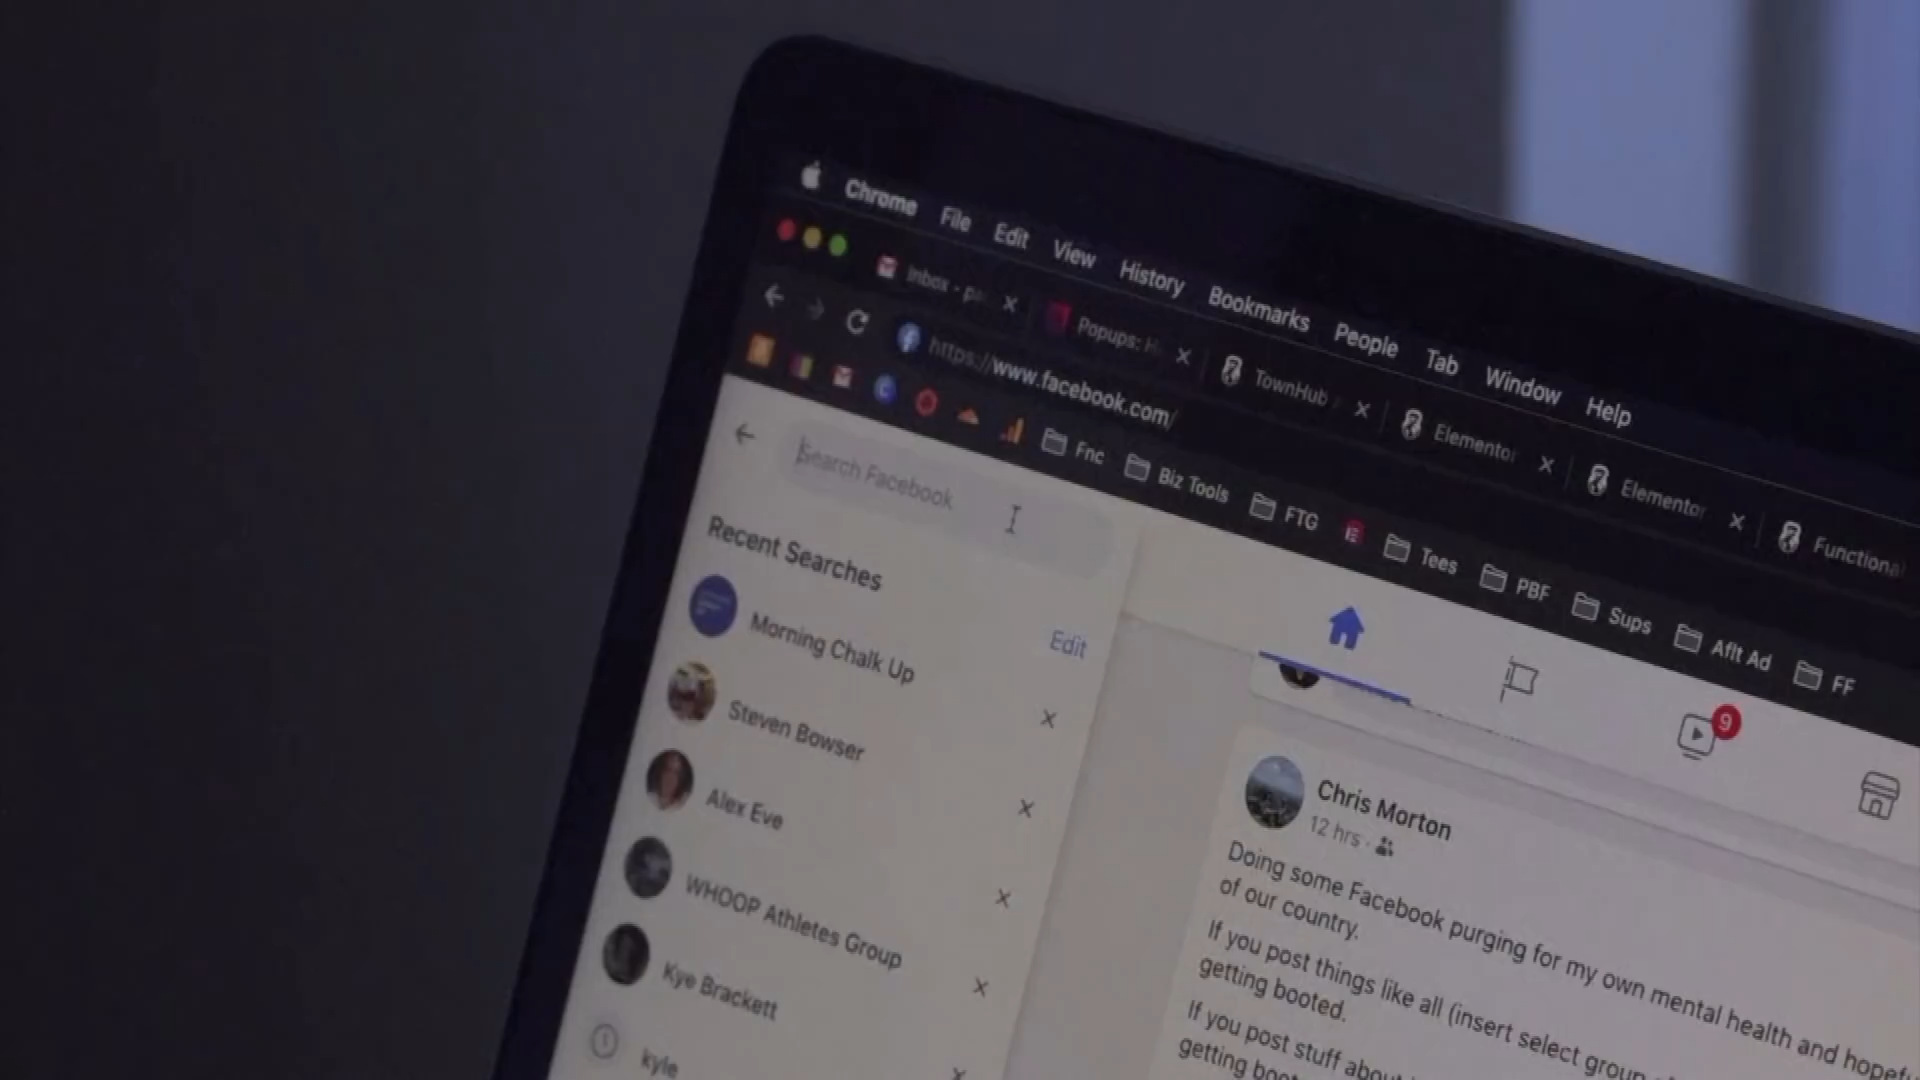 Chrome File Edit View History Bookmarks People Tab Window Help
Inbox - Popups: TownHub Elementor Elementor Functional
https://www.facebook.com/
Fnc Biz Tools FTG Tees PBF Sups Aflt Ad FF
Search Facebook
Recent Searches
Edit
Morning Chalk Up
Steven Bowser
Alex Eve
WHOOP Athletes Group
Kye Brackett
kyle
9
Chris Morton
12 hrs ·
Doing some Facebook purging for my own mental health and
of our country.
If you post things like all (insert select group
getting booted.
If you post stuff
getting